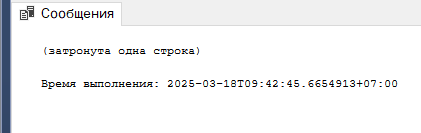 Сообщения
(затронута одна строка)
Время выполнения: 2025-03-18T09:42:45.6654913+07:00